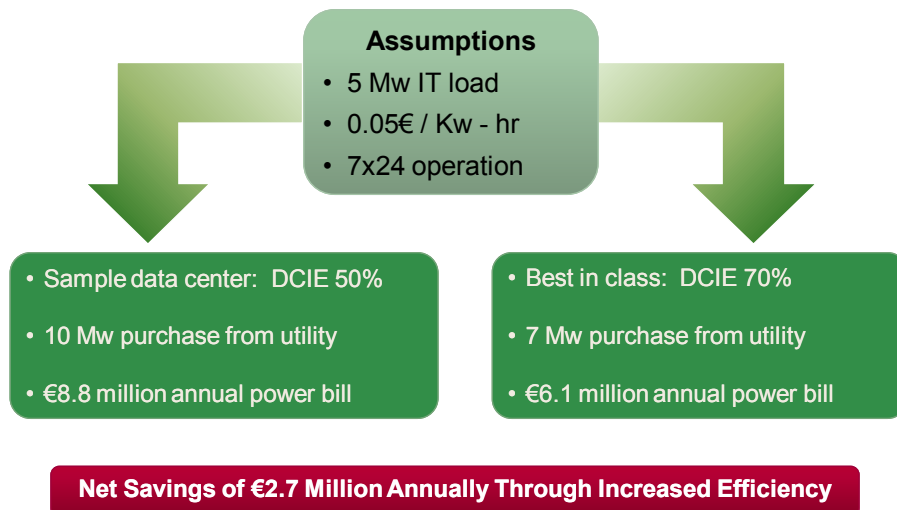 Assumptions
• 5 Mw IT load
• 0.05€ / Kw - hr
• 7x24 operation
• Sample data center: DCIE 50%
• 10 Mw purchase from utility
• €8.8 million annual power bill
• Best in class: DCIE 70%
• 7 Mw purchase from utility
• €6.1 million annual power bill
Net Savings of €2.7 Million Annually Through Increased Efficiency